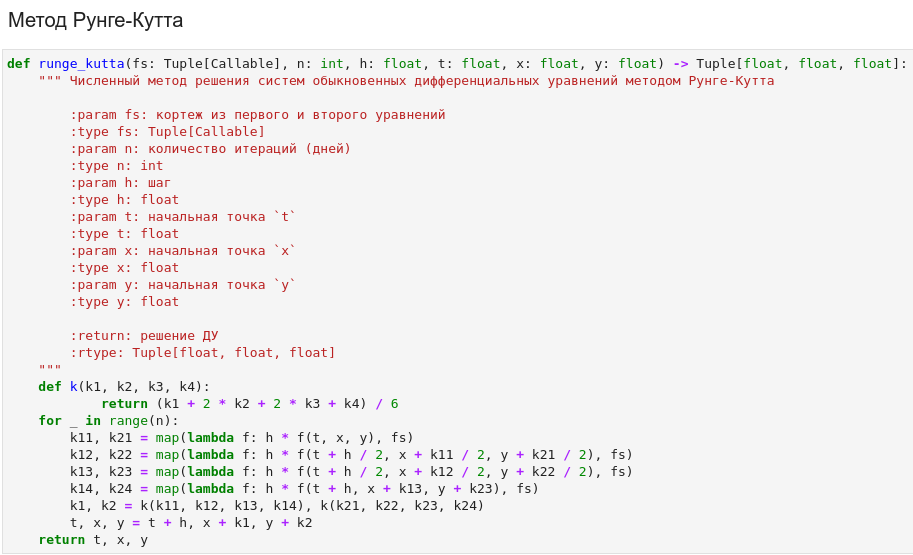 Метод Рунге-Кутта
def runge_kutta(fs: Tuple[Callable], n: int, h: float, t: float, x: float, y: float) -> Tuple[float, float, float]:
    """ Численный метод решения систем обыкновенных дифференциальных уравнений методом Рунге-Кутта

        :param fs: кортеж из первого и второго уравнений
        :type fs: Tuple[Callable]
        :param n: количество итераций (дней)
        :type n: int
        :param h: шаг
        :type h: float
        :param t: начальная точка `t`
        :type t: float
        :param x: начальная точка `x`
        :type x: float
        :param y: начальная точка `y`
        :type y: float

        :return: решение ДУ
        :rtype: Tuple[float, float, float]
    """
    def k(k1, k2, k3, k4):
            return (k1 + 2 * k2 + 2 * k3 + k4) / 6
    for _ in range(n):
        k11, k21 = map(lambda f: h * f(t, x, y), fs)
        k12, k22 = map(lambda f: h * f(t + h / 2, x + k11 / 2, y + k21 / 2), fs)
        k13, k23 = map(lambda f: h * f(t + h / 2, x + k12 / 2, y + k22 / 2), fs)
        k14, k24 = map(lambda f: h * f(t + h, x + k13, y + k23), fs)
        k1, k2 = k(k11, k12, k13, k14), k(k21, k22, k23, k24)
        t, x, y = t + h, x + k1, y + k2
    return t, x, y